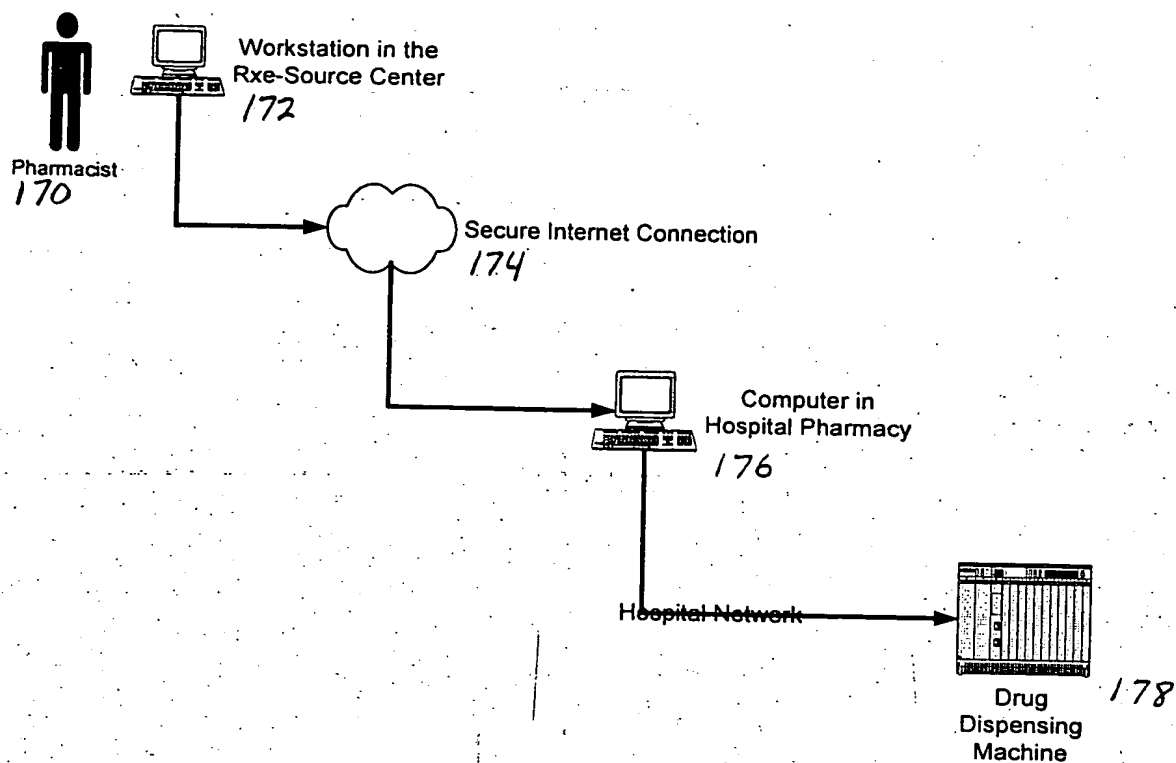 Workstation in the
Rxe-Source Center
172
Pharmacist
170
Secure Internet Connection
174
Computer in
Hospital Pharmacy
176
Hospital Network
Drug
Dispensing
Machine
178